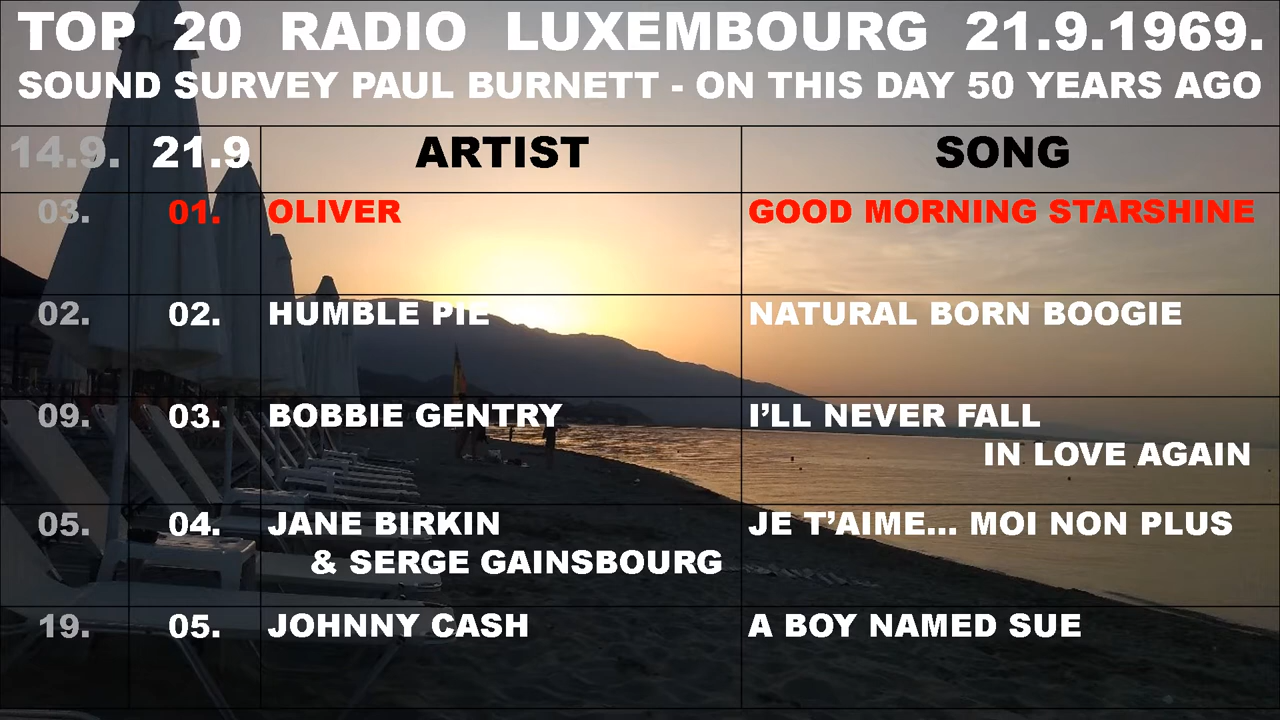 TOP 20 RADIO LUXEMBOURG 21.9.1969.
SOUND SURVEY PAUL BURNETT - ON THIS DAY 50 YEARS AGO
14.9. 21.9 ARTIST SONG
03. 01. OLIVER GOOD MORNING STARSHINE
02. 02. HUMBLE PIE NATURAL BORN BOOGIE
09. 03. BOBBIE GENTRY I’LL NEVER FALL
IN LOVE AGAIN
05. 04. JANE BIRKIN JE T’AIME... MOI NON PLUS
& SERGE GAINSBOURG
19. 05. JOHNNY CASH A BOY NAMED SUE